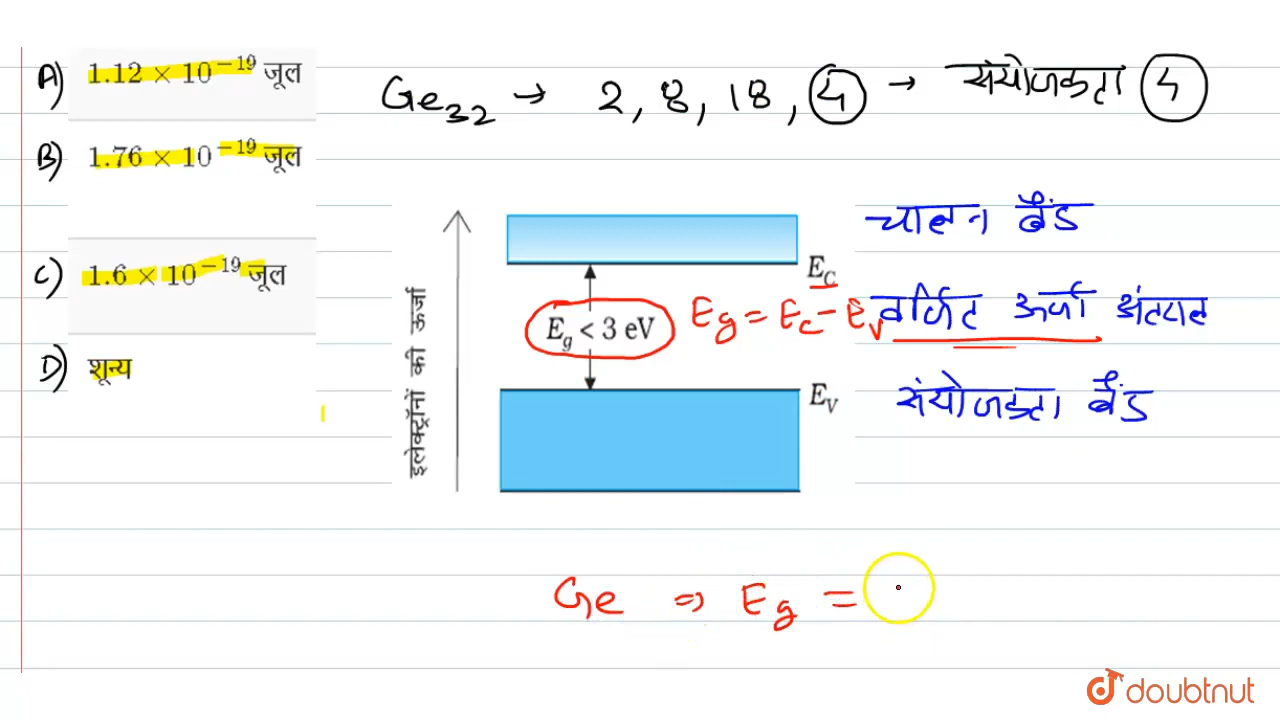 A) 1.12 × 10⁻¹⁹ जूल
B) 1.76 × 10⁻¹⁹ जूल
C) 1.6 × 10⁻¹⁹ जूल
D) शून्य
Ge₃₂ → 2, 8, 18, 4 → संयोजकता 4
चालन बैंड
E_C
E_g < 3 eV
E_g = E_c - E_v
वर्जित ऊर्जा अंतराल
E_V
संयोजकता बैंड
इलेक्ट्रॉनों की ऊर्जा
Ge ⇒ E_g =
doubtnut